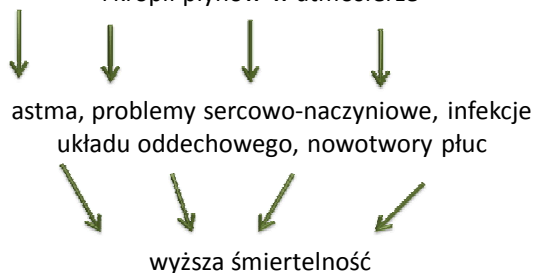 i kropli płynów w atmosferze
astma, problemy sercowo-naczyniowe, infekcje
układu oddechowego, nowotwory płuc
wyższa śmiertelność